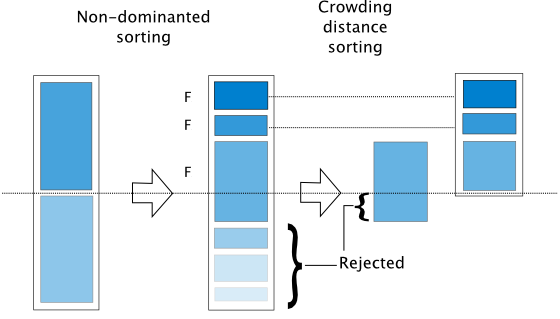 Non-dominanted
sorting
Crowding
distance
sorting
F
F
F
Rejected